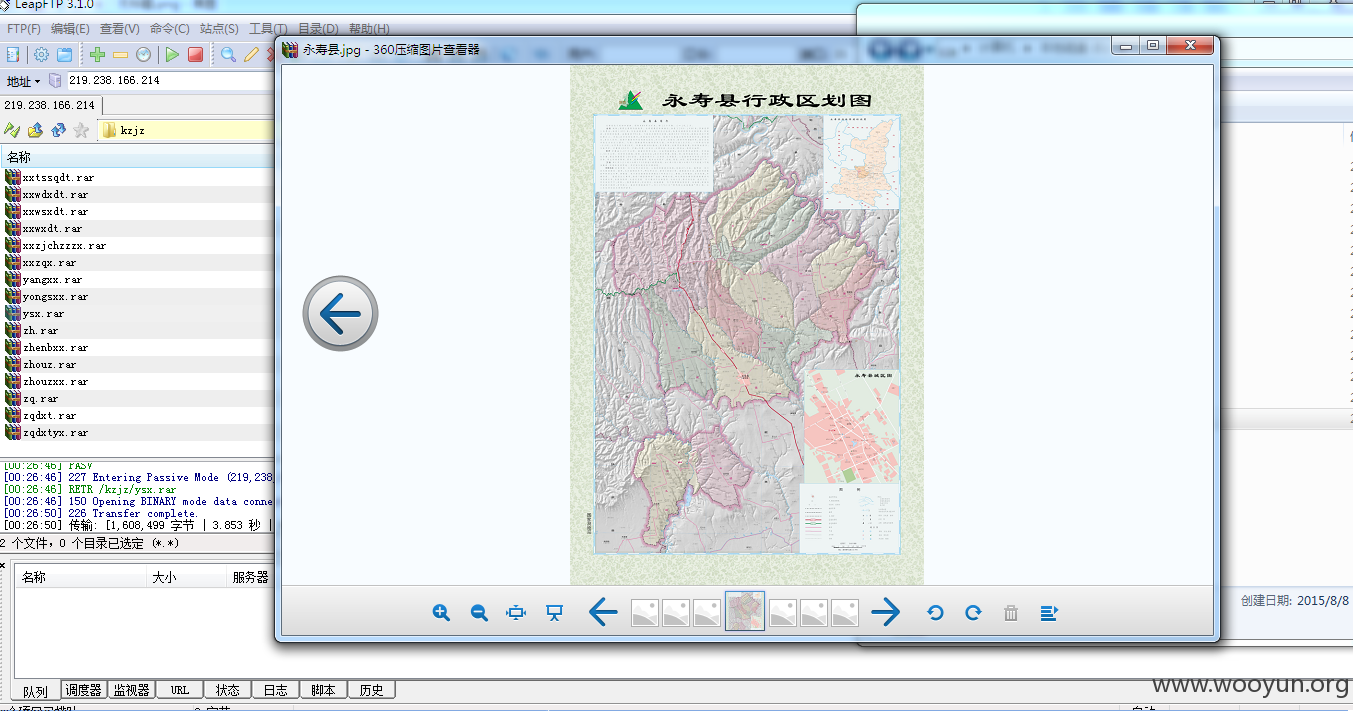 LeapFTP 3.1.0
FTP(F) 编辑(E) 查看(V) 命令(C) 站点(S) 工具(T) 目录(D) 帮助(H)
永寿县.jpg - 360压缩图片查看器
地址 219.238.166.214
219.238.166.214
kzjz
名称
xxtssqdt.rar
xxwdxdt.rar
xxwsxdt.rar
xxwxdt.rar
xxzjchzzzx.rar
xxzqx.rar
yangxx.rar
yongsxx.rar
ysx.rar
zh.rar
zhenbxx.rar
zhouz.rar
zhouzxx.rar
zq.rar
zqdxt.rar
zqdxtyx.rar
永寿县行政区划图
永寿县城区图
[00:26:46] PASV
[00:26:46] 227 Entering Passive Mode (219,238
[00:26:46] RETR /kzjz/ysx.rar
[00:26:46] 150 Opening BINARY mode data conne
[00:26:50] 226 Transfer complete.
[00:26:50] 传输: [1,608,499 字节 | 3.853 秒 |
2 个文件，0 个目录已选定 (*.*)
名称 大小 服务器
创建日期: 2015/8/8
队列 调度器 监视器 URL 状态 日志 脚本 历史
www.wooyun.org